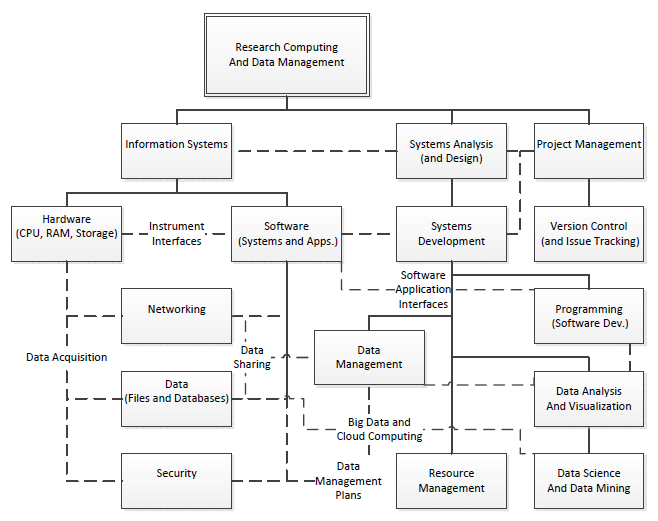 Research Computing
And Data Management
Information Systems
Systems Analysis
(and Design)
Project Management
Hardware
(CPU, RAM, Storage)
Instrument
Interfaces
Software
(Systems and Apps.)
Systems
Development
Version Control
(and Issue Tracking)
Software
Application
Interfaces
Networking
Programming
(Software Dev.)
Data Acquisition
Data
Sharing
Data
Management
Data
(Files and Databases)
Data Analysis
And Visualization
Big Data and
Cloud Computing
Security
Data
Management
Plans
Resource
Management
Data Science
And Data Mining